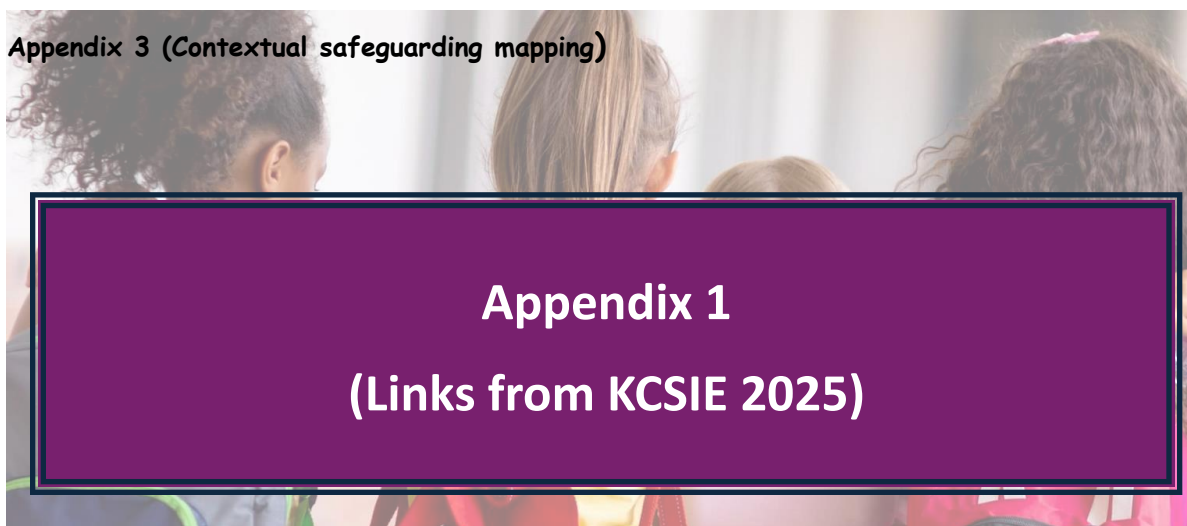 Appendix 3 (Contextual safeguarding mapping)
Appendix 1
(Links from KCSIE 2025)